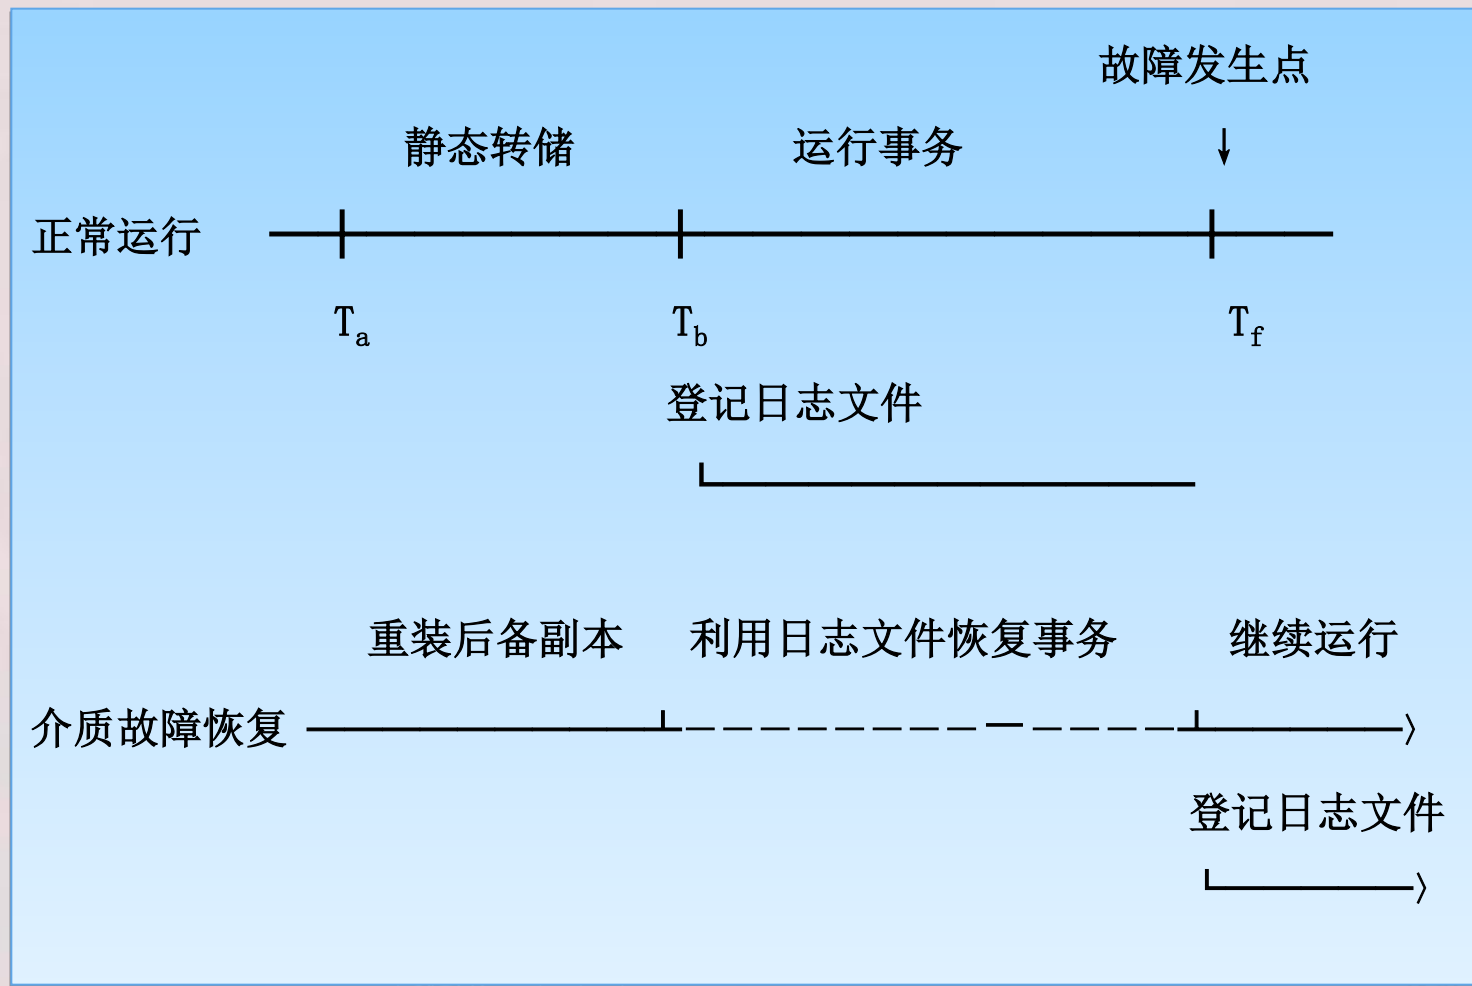 故障发生点
静态转储 运行事务 ↓
正常运行
Ta Tb Tf
登记日志文件
重装后备副本 利用日志文件恢复事务 继续运行
介质故障恢复
登记日志文件